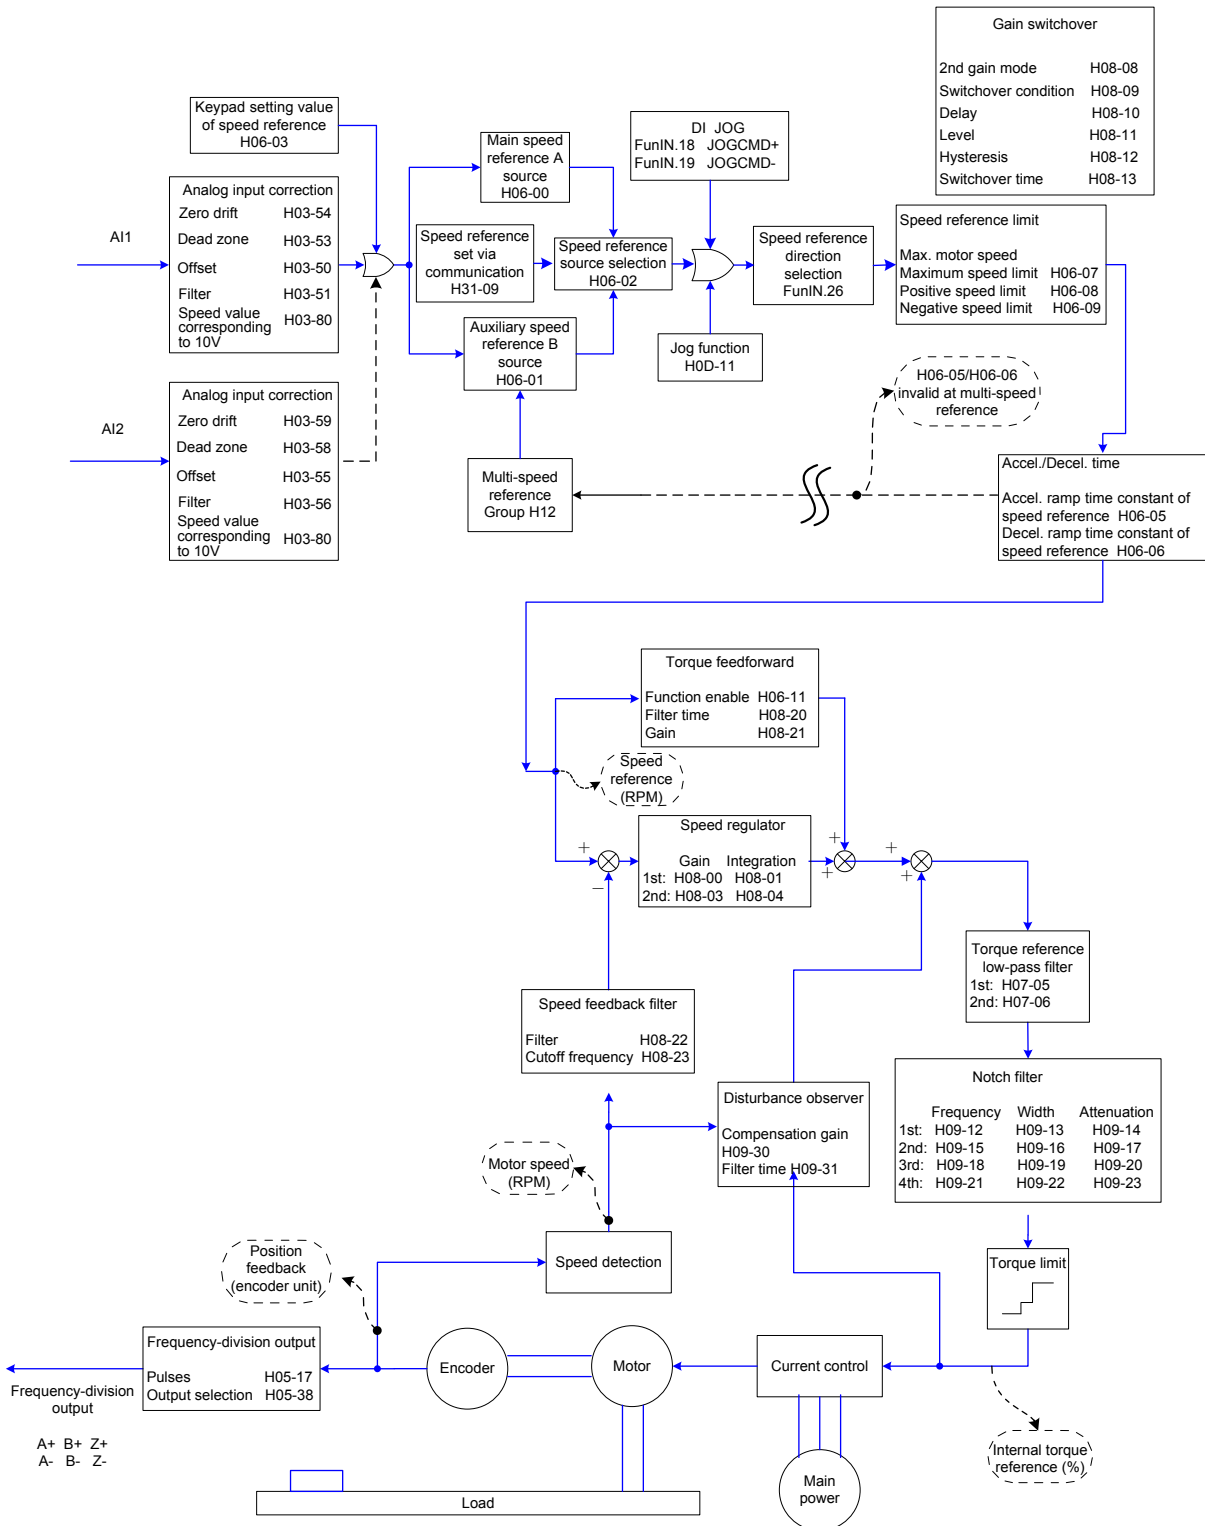 Gain switchover
2nd gain mode H08-08
Switchover condition H08-09
Delay H08-10
Level H08-11
Hysteresis H08-12
Switchover time H08-13
Keypad setting value
of speed reference
H06-03
Main speed
reference A
source
H06-00
DI JOG
FunIN.18 JOGCMD+
FunIN.19 JOGCMD-
Analog input correction
Zero drift H03-54
Dead zone H03-53
Offset H03-50
Filter H03-51
Speed value
corresponding H03-80
to 10V
AI1
Speed reference
set via
communication
H31-09
Speed reference
source selection
H06-02
Speed reference
direction
selection
FunIN.26
Speed reference limit
Max. motor speed
Maximum speed limit H06-07
Positive speed limit H06-08
Negative speed limit H06-09
Auxiliary speed
reference B
source
H06-01
Jog function
H0D-11
H06-05/H06-06
invalid at multi-speed
reference
AI2
Analog input correction
Zero drift H03-59
Dead zone H03-58
Offset H03-55
Filter H03-56
Speed value
corresponding H03-80
to 10V
Multi-speed
reference
Group H12
Accel./Decel. time
Accel. ramp time constant of
speed reference H06-05
Decel. ramp time constant of
speed reference H06-06
Torque feedforward
Function enable H06-11
Filter time H08-20
Gain H08-21
Speed
reference
(RPM)
Speed regulator
Gain Integration
1st: H08-00 H08-01
2nd: H08-03 H08-04
+
−
+
+
+
+
Torque reference
low-pass filter
1st: H07-05
2nd: H07-06
Speed feedback filter
Filter H08-22
Cutoff frequency H08-23
Notch filter
Frequency Width Attenuation
1st: H09-12 H09-13 H09-14
2nd: H09-15 H09-16 H09-17
3rd: H09-18 H09-19 H09-20
4th: H09-21 H09-22 H09-23
Disturbance observer
Compensation gain
H09-30
Filter time H09-31
Motor speed
(RPM)
Position
feedback
(encoder unit)
Speed detection
Torque limit
Frequency-division output
Pulses H05-17
Output selection H05-38
Encoder
Motor
Current control
Frequency-division
output
A+ B+ Z+
A- B- Z-
Internal torque
reference (%)
Main
power
Load